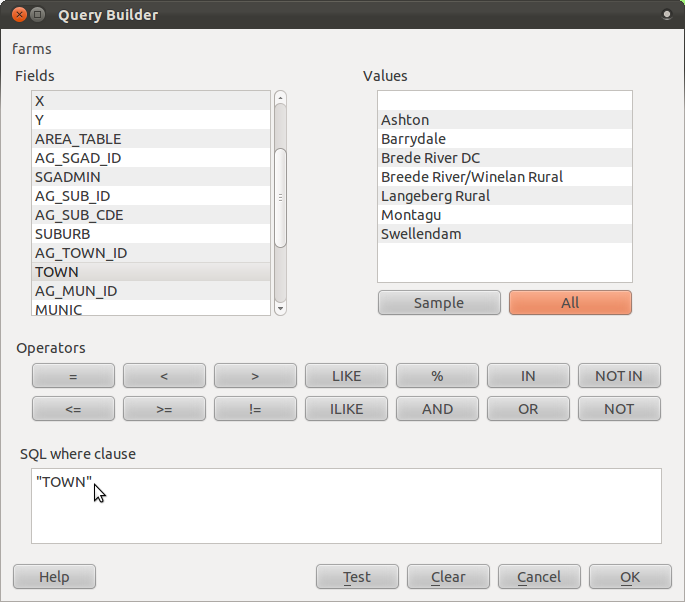 Query Builder
farms
Fields
Values
X
Y
AREA_TABLE
AG_SGAD_ID
SGADMIN
AG_SUB_ID
AG_SUB_CDE
SUBURB
AG_TOWN_ID
TOWN
AG_MUN_ID
MUNIC
Ashton
Barrydale
Brede River DC
Breede River/Winelan Rural
Langeberg Rural
Montagu
Swellendam
Sample All
Operators
= < > LIKE % IN NOT IN
<= >= != ILIKE AND OR NOT
SQL where clause
"TOWN"
Help Test Clear Cancel OK